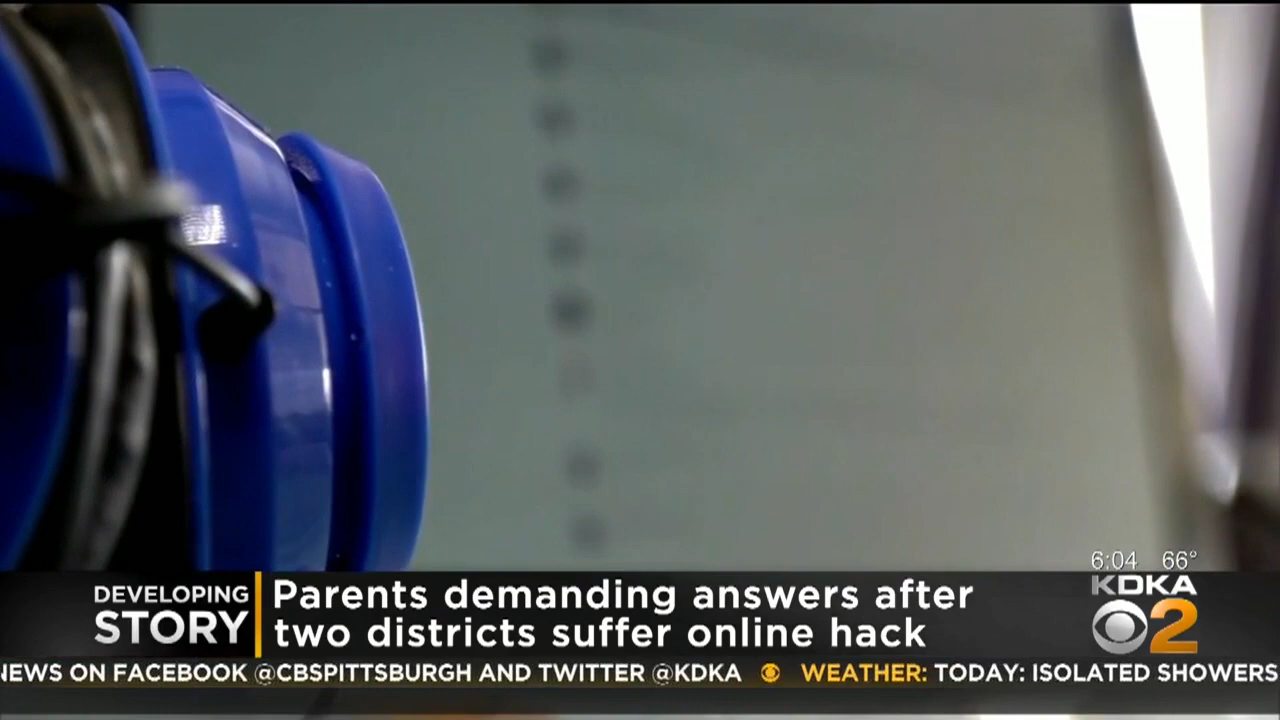 6:04 66°
DEVELOPING
STORY
Parents demanding answers after
two districts suffer online hack
KDKA
2
NEWS ON FACEBOOK @CBSPITTSBURGH AND TWITTER @KDKA WEATHER: TODAY: ISOLATED SHOWERS